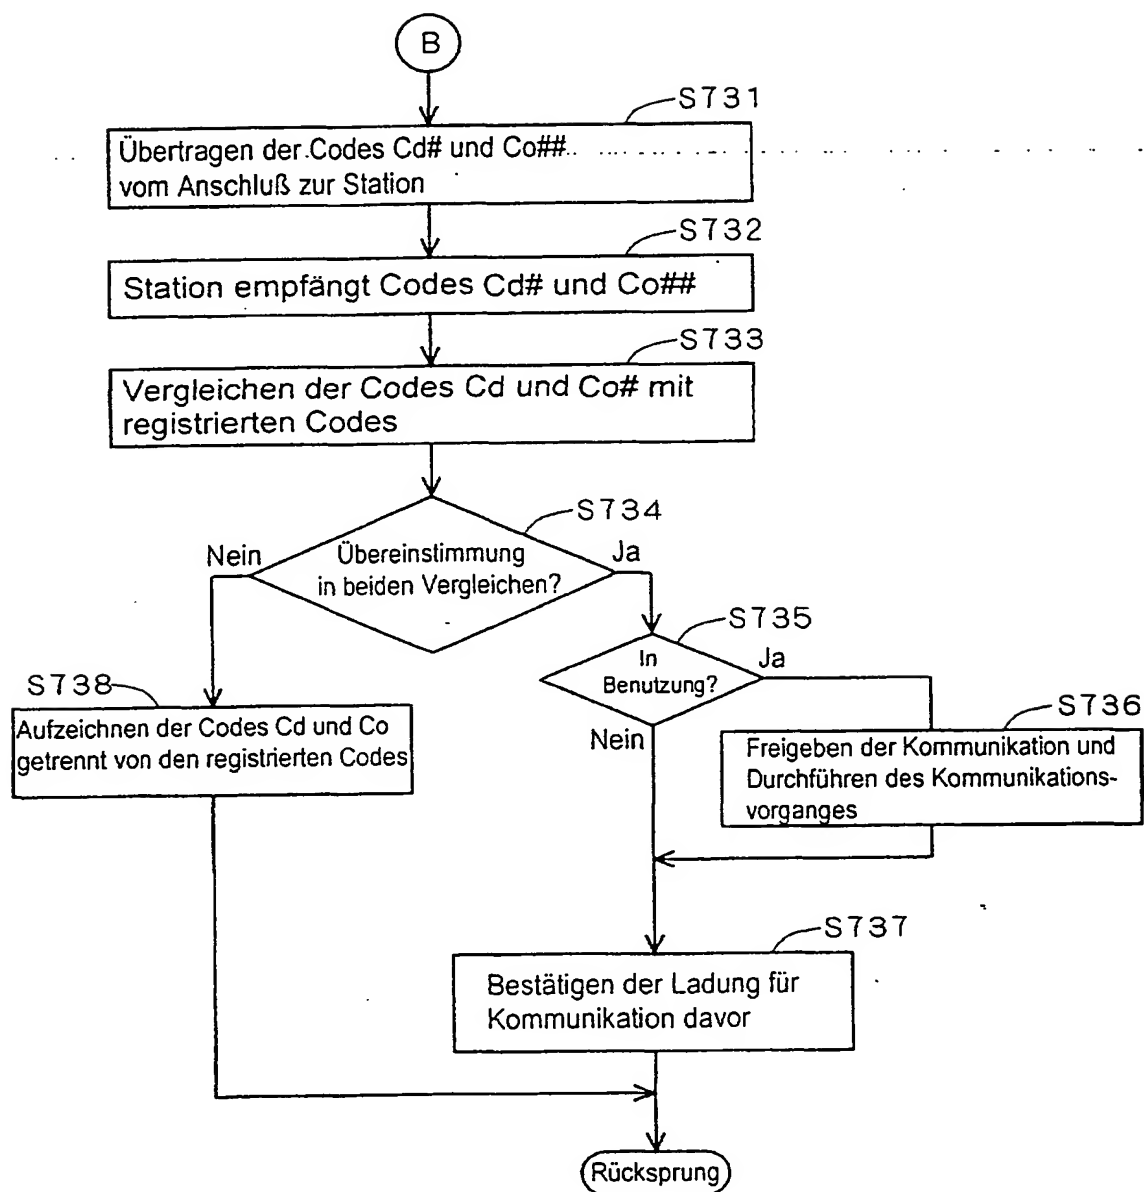 B
S731
Übertragen der Codes Cd# und Co##
vom Anschluß zur Station
S732
Station empfängt Codes Cd# und Co##
S733
Vergleichen der Codes Cd und Co# mit
registrierten Codes
S734
Nein
Übereinstimmung
in beiden Vergleichen?
Ja
S735
In
Benutzung?
Ja
Nein
S738
Aufzeichnen der Codes Cd und Co
getrennt von den registrierten Codes
S736
Freigeben der Kommunikation und
Durchführen des Kommunikations-
vorganges
S737
Bestätigen der Ladung für
Kommunikation davor
Rücksprung